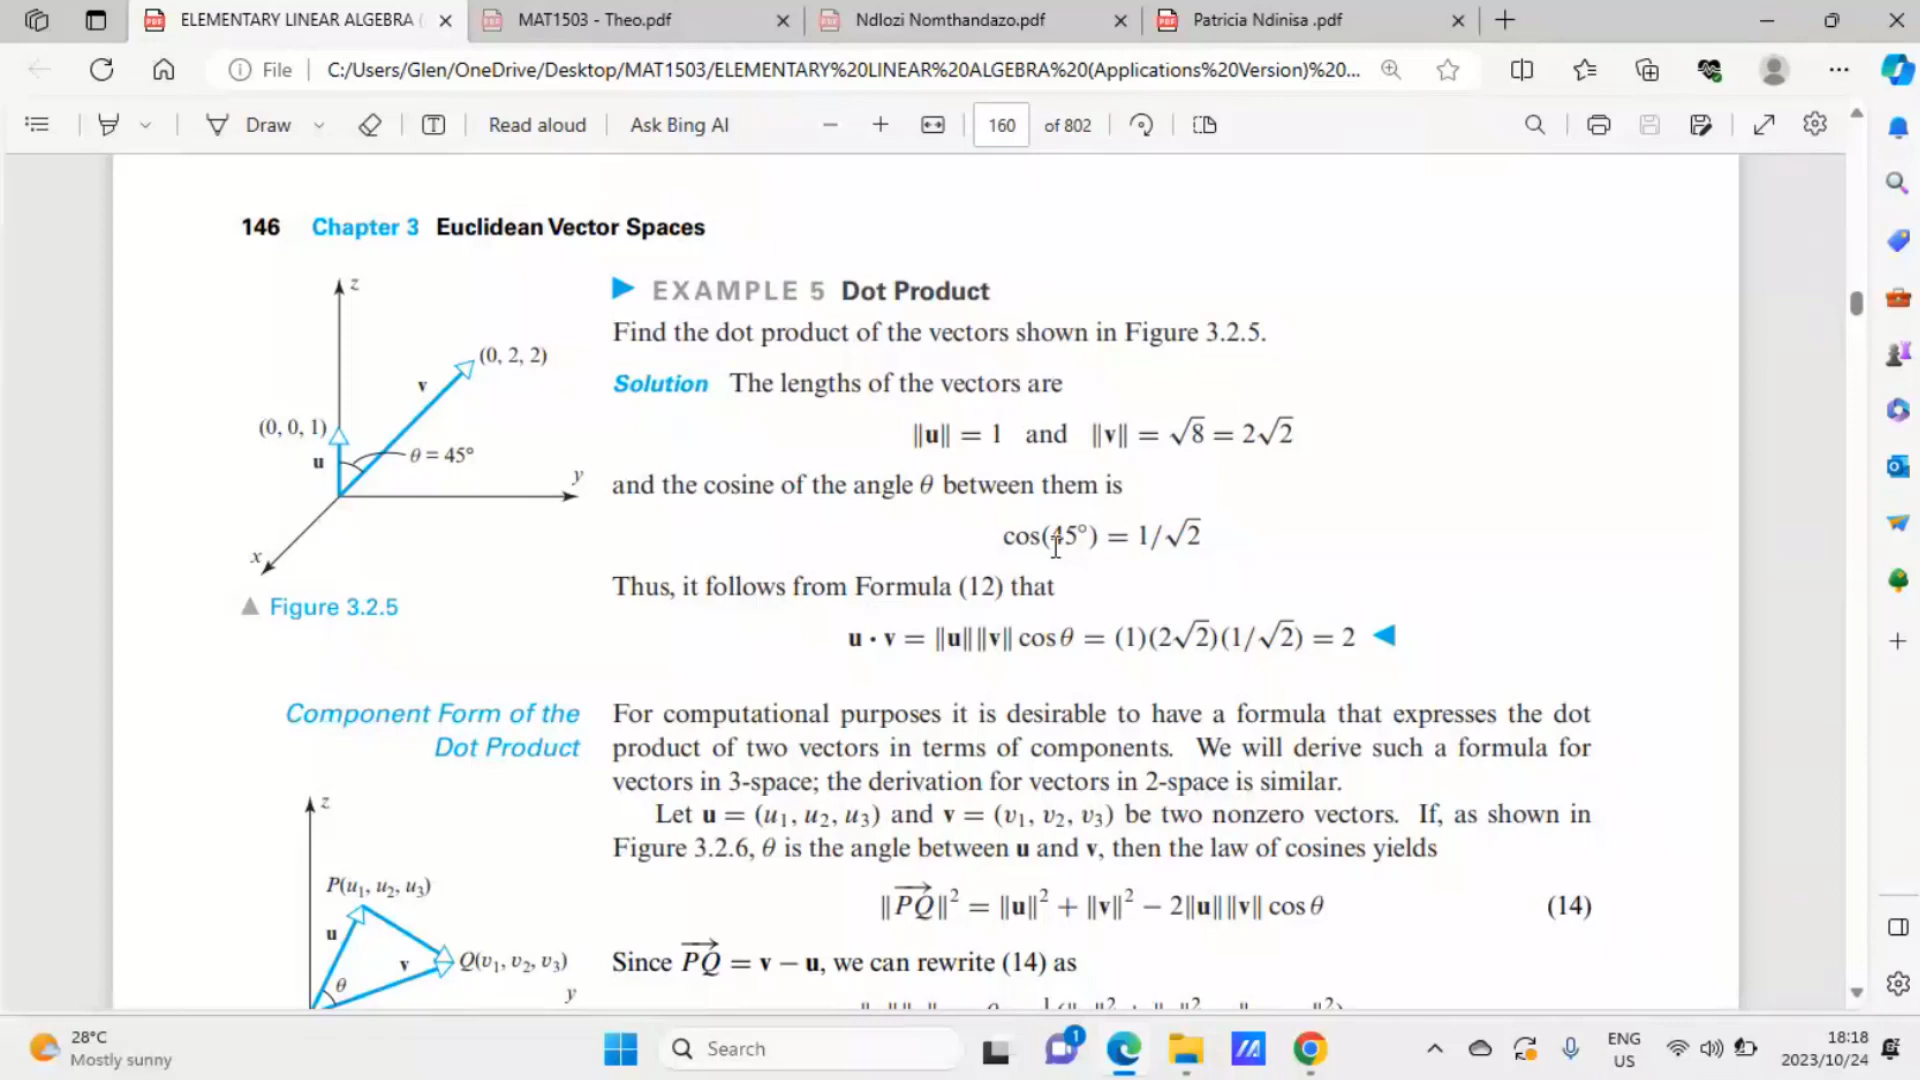 ELEMENTARY LINEAR ALGEBRA (
MAT1503 - Theo.pdf
Ndlozi Nomthandazo.pdf
Patricia Ndinisa .pdf
File
C:/Users/Glen/OneDrive/Desktop/MAT1503/ELEMENTARY%20LINEAR%20ALGEBRA%20(Applications%20Version)%20...
Draw
Read aloud
Ask Bing AI
160 of 802
146 Chapter 3 Euclidean Vector Spaces
z
(0, 2, 2)
v
(0, 0, 1)
u
θ = 45°
y
x
▲ Figure 3.2.5
▶ EXAMPLE 5 Dot Product
Find the dot product of the vectors shown in Figure 3.2.5.
Solution The lengths of the vectors are
‖u‖ = 1 and ‖v‖ = √8 = 2√2
and the cosine of the angle θ between them is
cos(45°) = 1/√2
Thus, it follows from Formula (12) that
u · v = ‖u‖‖v‖ cos θ = (1)(2√2)(1/√2) = 2 ◀
Component Form of the
Dot Product
For computational purposes it is desirable to have a formula that expresses the dot
product of two vectors in terms of components. We will derive such a formula for
vectors in 3-space; the derivation for vectors in 2-space is similar.
Let u = (u₁, u₂, u₃) and v = (v₁, v₂, v₃) be two nonzero vectors. If, as shown in
Figure 3.2.6, θ is the angle between u and v, then the law of cosines yields
‖PQ→‖² = ‖u‖² + ‖v‖² − 2‖u‖‖v‖ cos θ (14)
Since PQ→ = v − u, we can rewrite (14) as
z
P(u₁, u₂, u₃)
u
v
Q(v₁, v₂, v₃)
θ
y
28°C
Mostly sunny
Search
1
ENG
US
18:18
2023/10/24